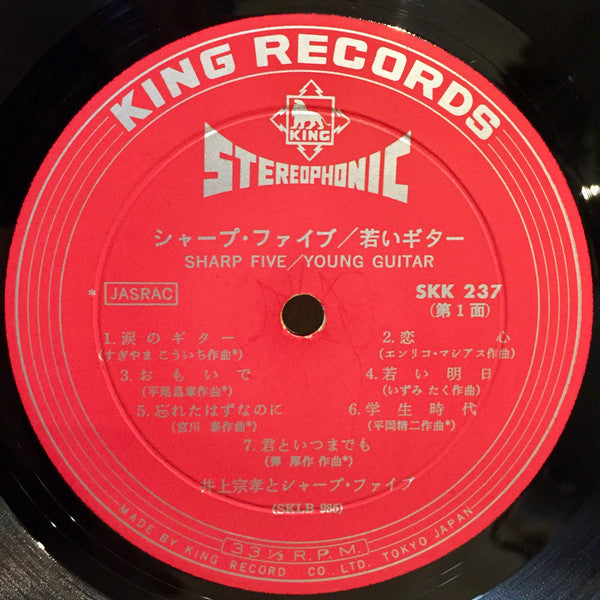 KING RECORDS
KING
STEREOPHONIC
シャープ・ファイブ/若いギター
SHARP FIVE/YOUNG GUITAR
* JASRAC
SKK 237
(第1面)
1. 涙のギター
(すぎやま こういち作曲*)
2. 恋心
(エンリコ・マシアス作曲)
3. おもいで
(平尾昌章作曲*)
4. 若い明日
(いずみ たく作曲)
5. 忘れたはずなのに
(宮川 泰作曲*)
6. 学生時代
(平岡精二作曲*)
7. 君といつまでも
(弾 厚作 作曲*)
井上宗孝とシャープ・ファイブ
(SKLB 956)
33⅓ R.P.M.
MADE BY KING RECORD CO., LTD. TOKYO JAPAN